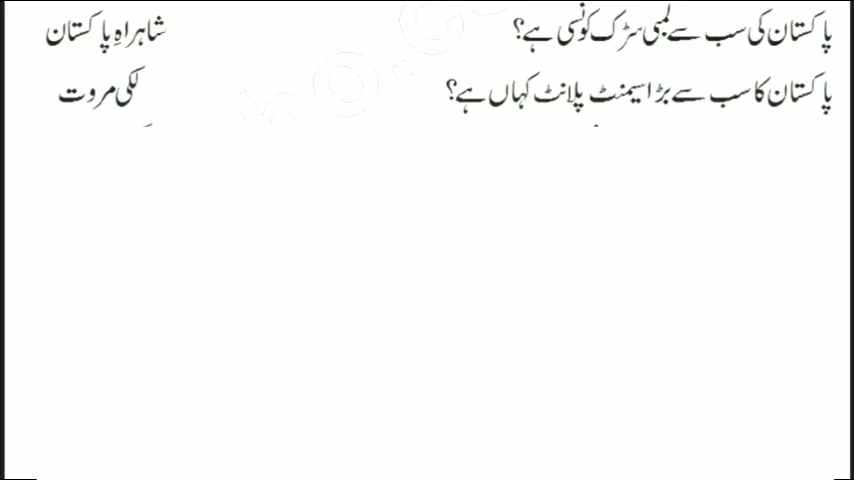 پاکستان کی سب سے لمبی سڑک کونسی ہے؟ شاہراہِ پاکستان
پاکستان کا سب سے بڑا سیمنٹ پلانٹ کہاں ہے؟ لکی مروت